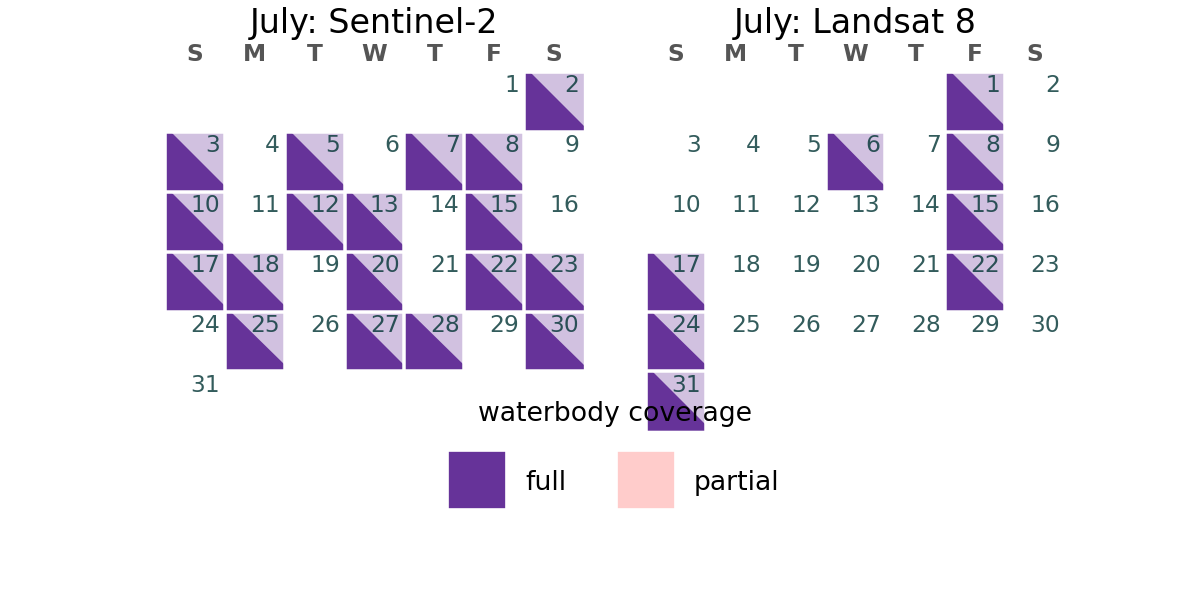 July: Sentinel-2
S M T W T F S
1 2
3 4 5 6 7 8 9
10 11 12 13 14 15 16
17 18 19 20 21 22 23
24 25 26 27 28 29 30
31
July: Landsat 8
S M T W T F S
1 2
3 4 5 6 7 8 9
10 11 12 13 14 15 16
17 18 19 20 21 22 23
24 25 26 27 28 29 30
31
waterbody coverage
full partial